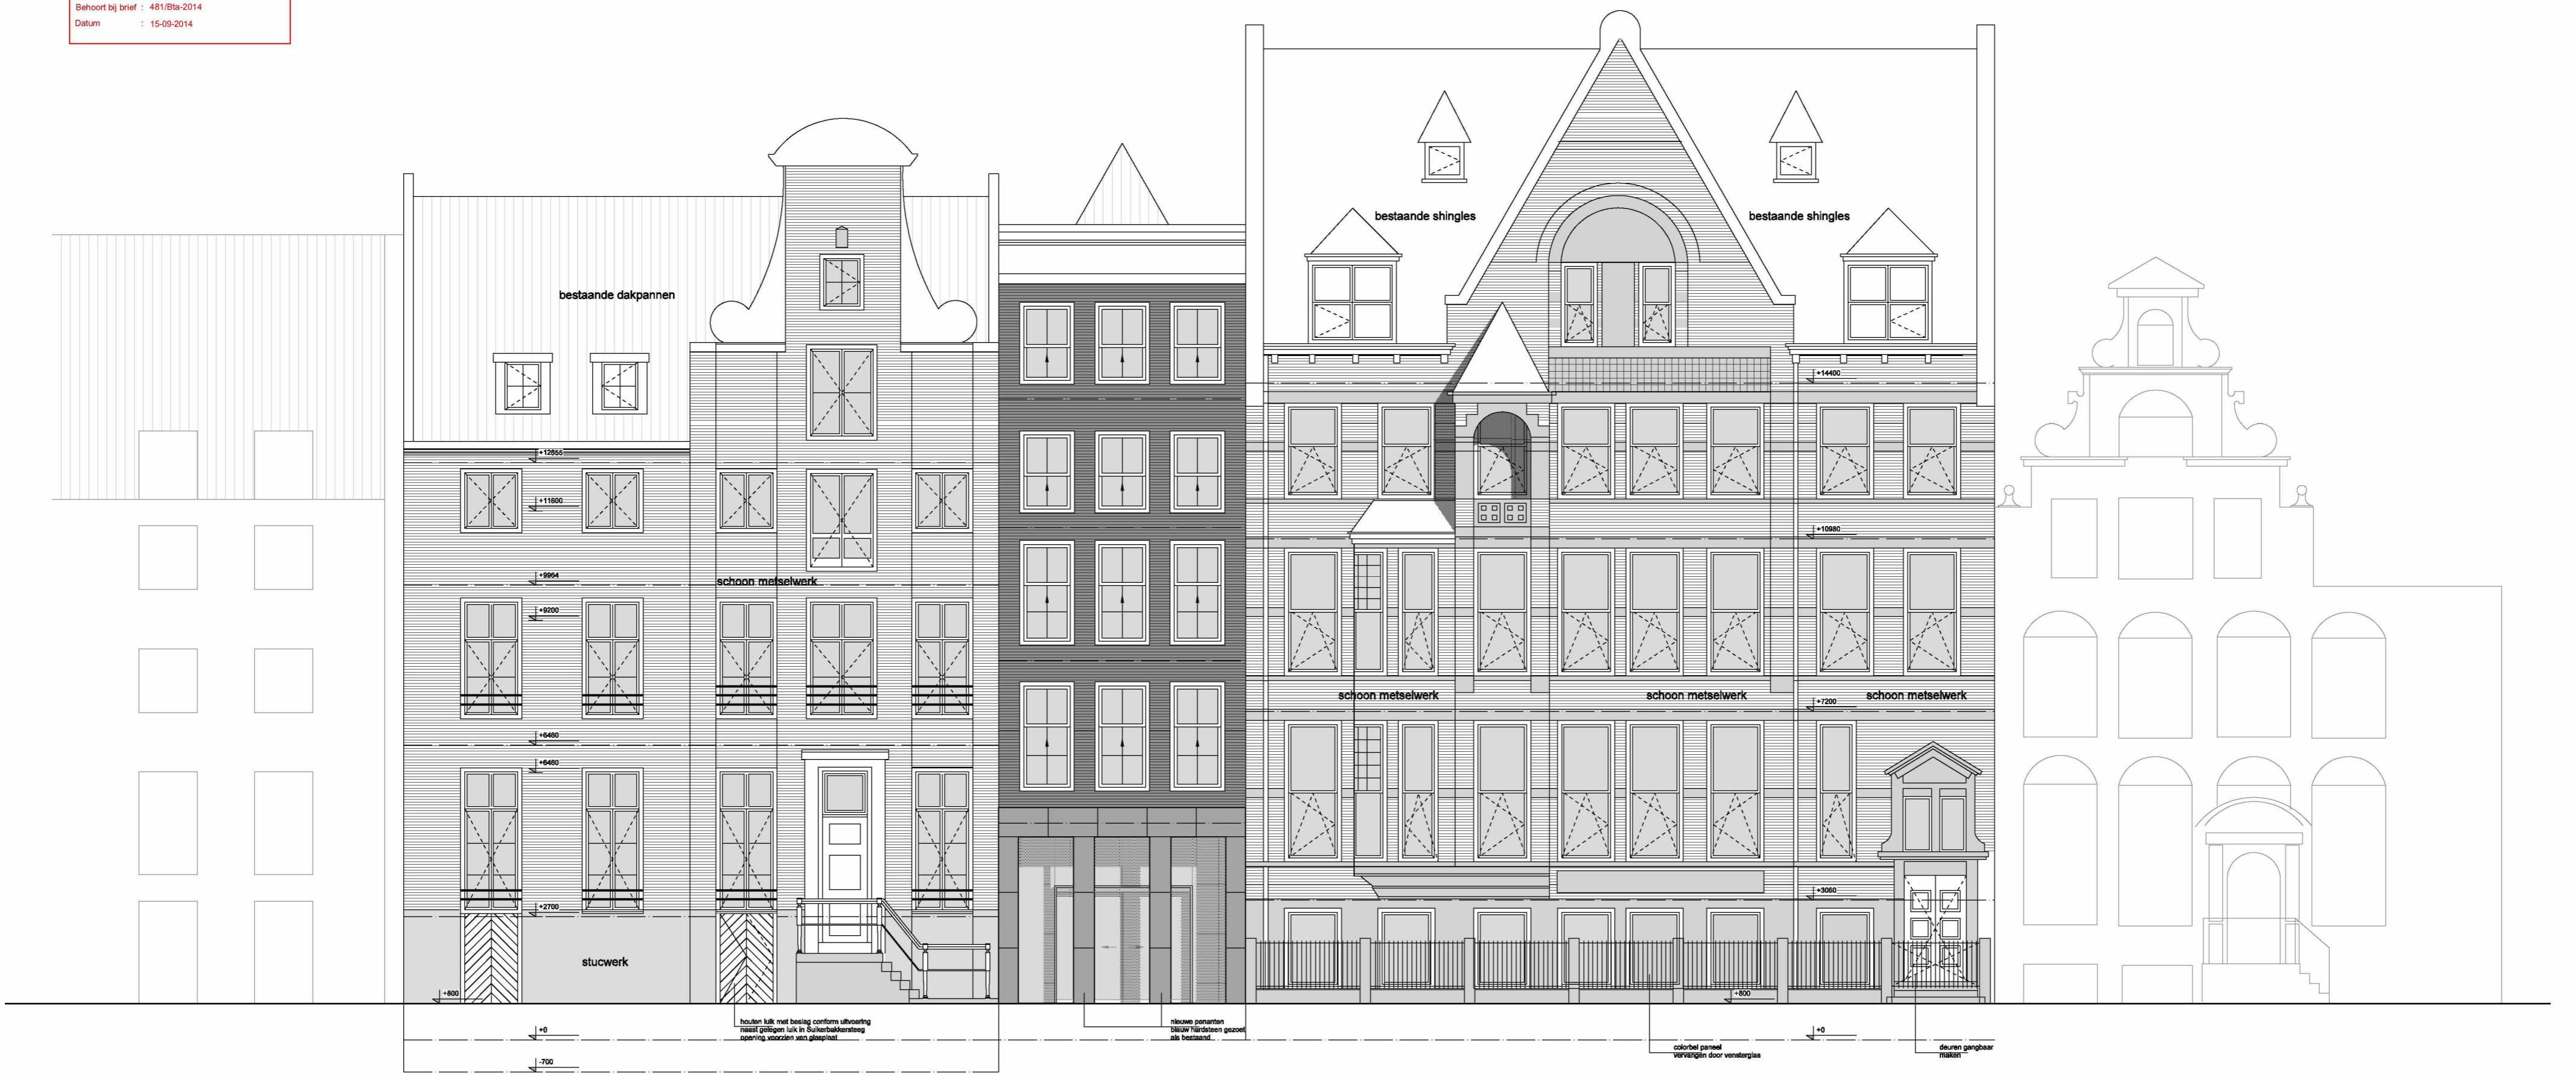 Behoort bij brief : 481/Bta-2014
Datum : 15-09-2014
bestaande shingles
bestaande shingles
bestaande dakpannen
+14400
+12655
+11600
+10980
+9964
schoon metselwerk
+9200
schoon metselwerk
schoon metselwerk
schoon metselwerk
+7200
+6460
+5460
+3060
+2700
stucwerk
+800
+800
houten luik met beslag conform uitvoering
naast gelegen luik in Suikerbakkersteeg
opening voorzien van glasplaat
nieuwe penanten
blauw hardsteen gezoet
als bestaand
+0
+0
colorbel paneel
vervangen door vensterglas
deuren gangbaar
maken
-700